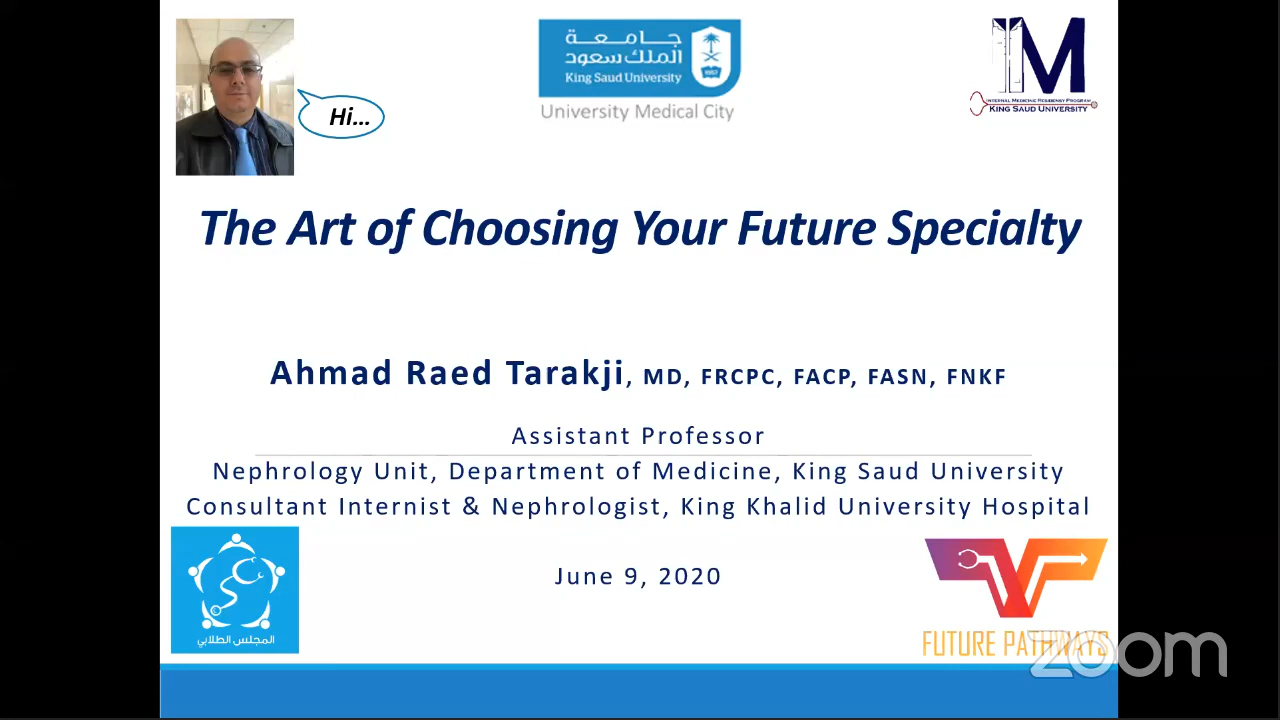 Hi...
جامعة
الملك سعود
King Saud University
1957
University Medical City
IM
INTERNAL MEDICINE RESIDENCY PROGRAM
KING SAUD UNIVERSITY
The Art of Choosing Your Future Specialty
Ahmad Raed Tarakji, MD, FRCPC, FACP, FASN, FNKF
Assistant Professor
Nephrology Unit, Department of Medicine, King Saud University
Consultant Internist & Nephrologist, King Khalid University Hospital
June 9, 2020
المجلس الطلابي
FUTURE PATHWAYS
zoom